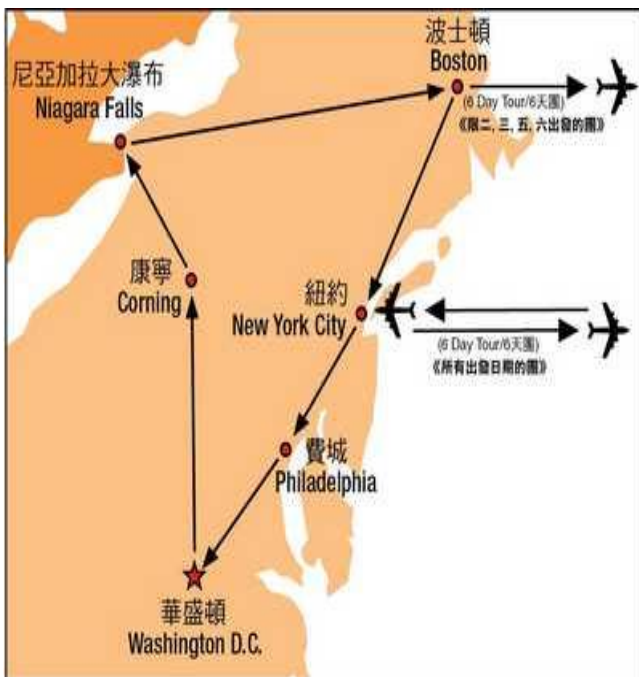 波士頓
Boston
尼亞加拉大瀑布
Niagara Falls
(6 Day Tour/6天團)
《限二, 三, 五, 六出發的團》
康寧
Corning
紐約
New York City
(6 Day Tour/6天團)
《所有出發日期的團》
費城
Philadelphia
華盛頓
Washington D.C.